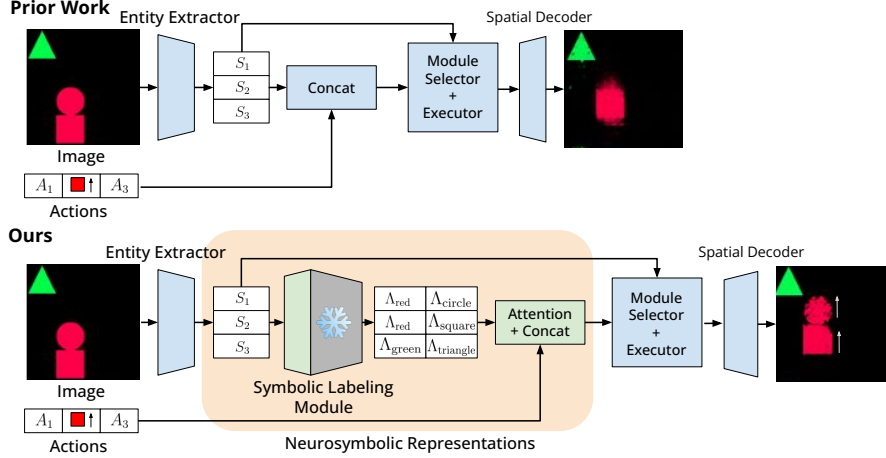 Prior Work
Entity Extractor
Spatial Decoder
S1
S2
S3
Concat
Module
Selector
+
Executor
Image
A1
A3
Actions
Ours
Entity Extractor
Spatial Decoder
S1
S2
S3
Λred Λcircle
Λred Λsquare
Λgreen Λtriangle
Attention
+ Concat
Module
Selector
+
Executor
Image
Symbolic Labeling
Module
A1
A3
Actions
Neurosymbolic Representations